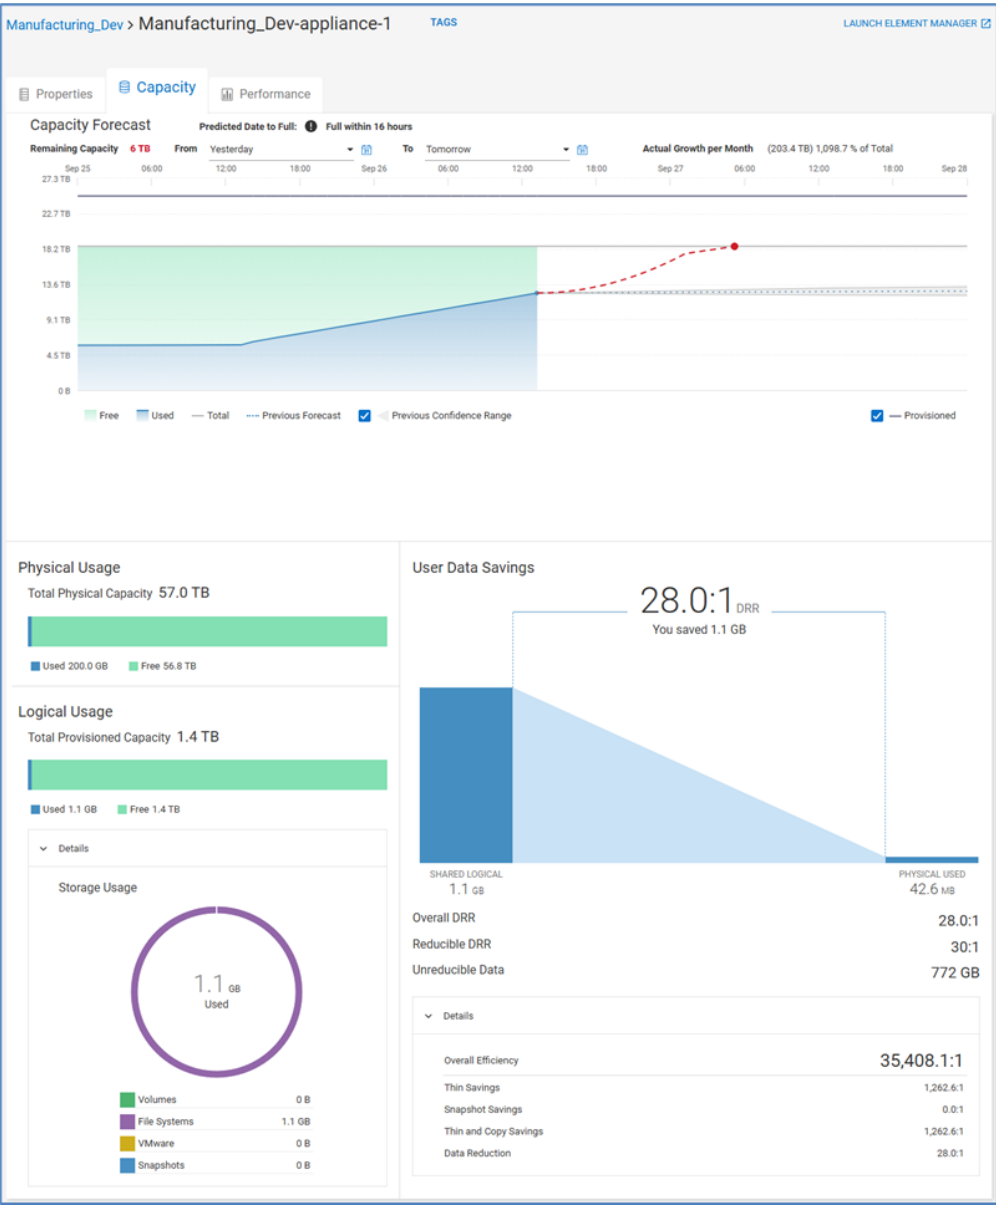 Manufacturing_Dev > Manufacturing_Dev-appliance-1 TAGS LAUNCH ELEMENT MANAGER
Properties Capacity Performance
Capacity Forecast Predicted Date to Full: Full within 16 hours
Remaining Capacity 6 TB From Yesterday To Tomorrow Actual Growth per Month (203.4 TB) 1,098.7 % of Total
Sep 25 06:00 12:00 18:00 Sep 26 06:00 12:00 18:00 Sep 27 06:00 12:00 18:00 Sep 28
27.3 TB
22.7 TB
18.2 TB
13.6 TB
9.1 TB
4.5 TB
0 B
Free Used Total Previous Forecast Previous Confidence Range Provisioned
Physical Usage
Total Physical Capacity 57.0 TB
Used 200.0 GB Free 56.8 TB
Logical Usage
Total Provisioned Capacity 1.4 TB
Used 1.1 GB Free 1.4 TB
Details
Storage Usage
1.1 GB
Used
Volumes 0 B
File Systems 1.1 GB
VMware 0 B
Snapshots 0 B
User Data Savings
28.0:1 DRR
You saved 1.1 GB
SHARED LOGICAL
1.1 GB
PHYSICAL USED
42.6 MB
Overall DRR 28.0:1
Reducible DRR 30:1
Unreducible Data 772 GB
Details
Overall Efficiency 35,408.1:1
Thin Savings 1,262.6:1
Snapshot Savings 0.0:1
Thin and Copy Savings 1,262.6:1
Data Reduction 28.0:1